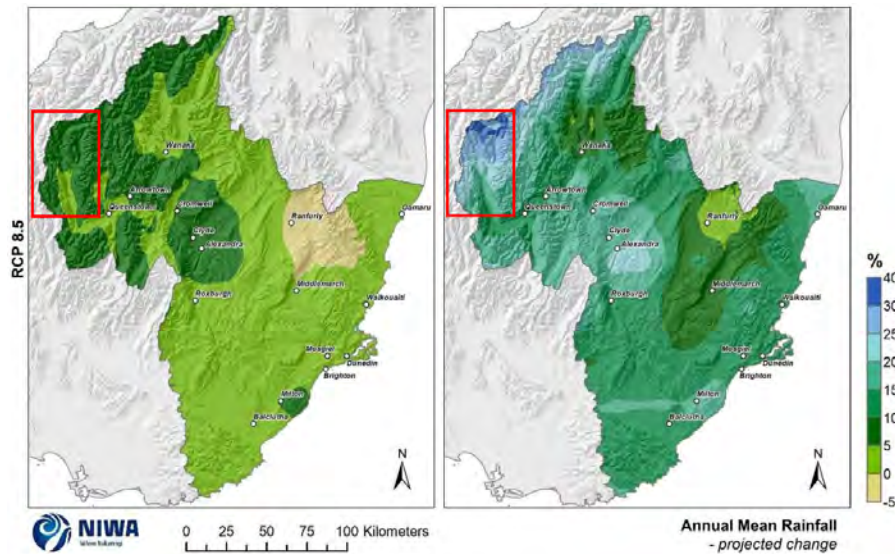 RCP 8.5
Wanaka
Arrowtown
Queenstown
Cromwell
Clyde
Alexandra
Ranfurly
Oamaru
Roxburgh
Middlemarch
Waikouaiti
Mosgiel
Dunedin
Brighton
Milton
Balclutha
N
Wanaka
Arrowtown
Queenstown
Cromwell
Clyde
Alexandra
Ranfurly
Oamaru
Roxburgh
Middlemarch
Waikouaiti
Mosgiel
Dunedin
Brighton
Milton
Balclutha
N
%
40
30
25
20
15
10
5
0
-5
NIWA
Taihoro Nukurangi
0 25 50 75 100 Kilometers
Annual Mean Rainfall
- projected change